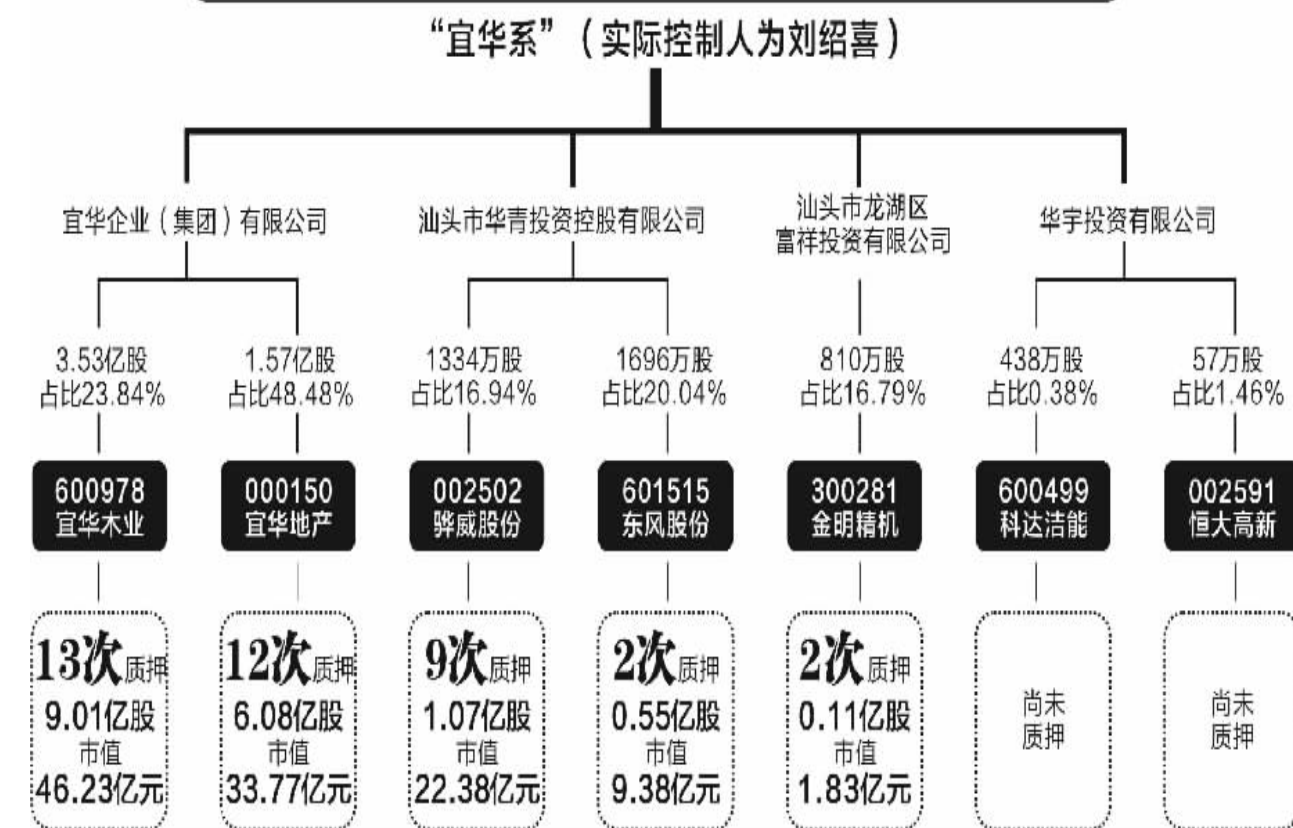 “宜华系”（实际控制人为刘绍喜）
宜华企业（集团）有限公司
汕头市华青投资控股有限公司
汕头市龙湖区
富祥投资有限公司
华宇投资有限公司
3.53亿股
占比23.84%
1.57亿股
占比48.48%
1334万股
占比16.94%
1696万股
占比20.04%
810万股
占比16.79%
438万股
占比0.38%
57万股
占比1.46%
600978
宜华木业
000150
宜华地产
002502
骅威股份
601515
东风股份
300281
金明精机
600499
科达洁能
002591
恒大高新
13次质押
9.01亿股
市值
46.23亿元
12次质押
6.08亿股
市值
33.77亿元
9次质押
1.07亿股
市值
22.38亿元
2次质押
0.55亿股
市值
9.38亿元
2次质押
0.11亿股
市值
1.83亿元
尚未
质押
尚未
质押